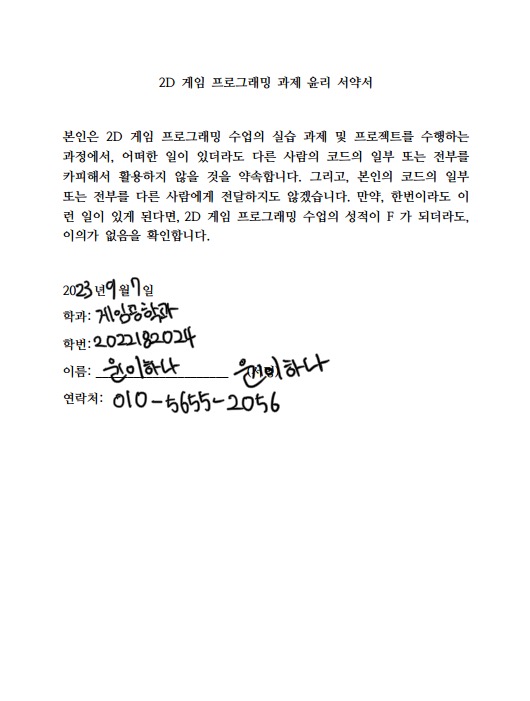 2D 게임 프로그래밍 과제 윤리 서약서
본인은 2D 게임 프로그래밍 수업의 실습 과제 및 프로젝트를 수행하는
과정에서, 어떠한 일이 있더라도 다른 사람의 코드의 일부 또는 전부를
카피해서 활용하지 않을 것을 약속합니다. 그리고, 본인의 코드의 일부
또는 전부를 다른 사람에게 전달하지도 않겠습니다. 만약, 한번이라도 이
런 일이 있게 된다면, 2D 게임 프로그래밍 수업의 성적이 F 가 되더라도,
이의가 없음을 확인합니다.
2023년 9월 7일
학과: 게임공학과
학번: 2022182024
이름: 윤이하나 (서명) 윤이하나
연락처: 010-5655-2056